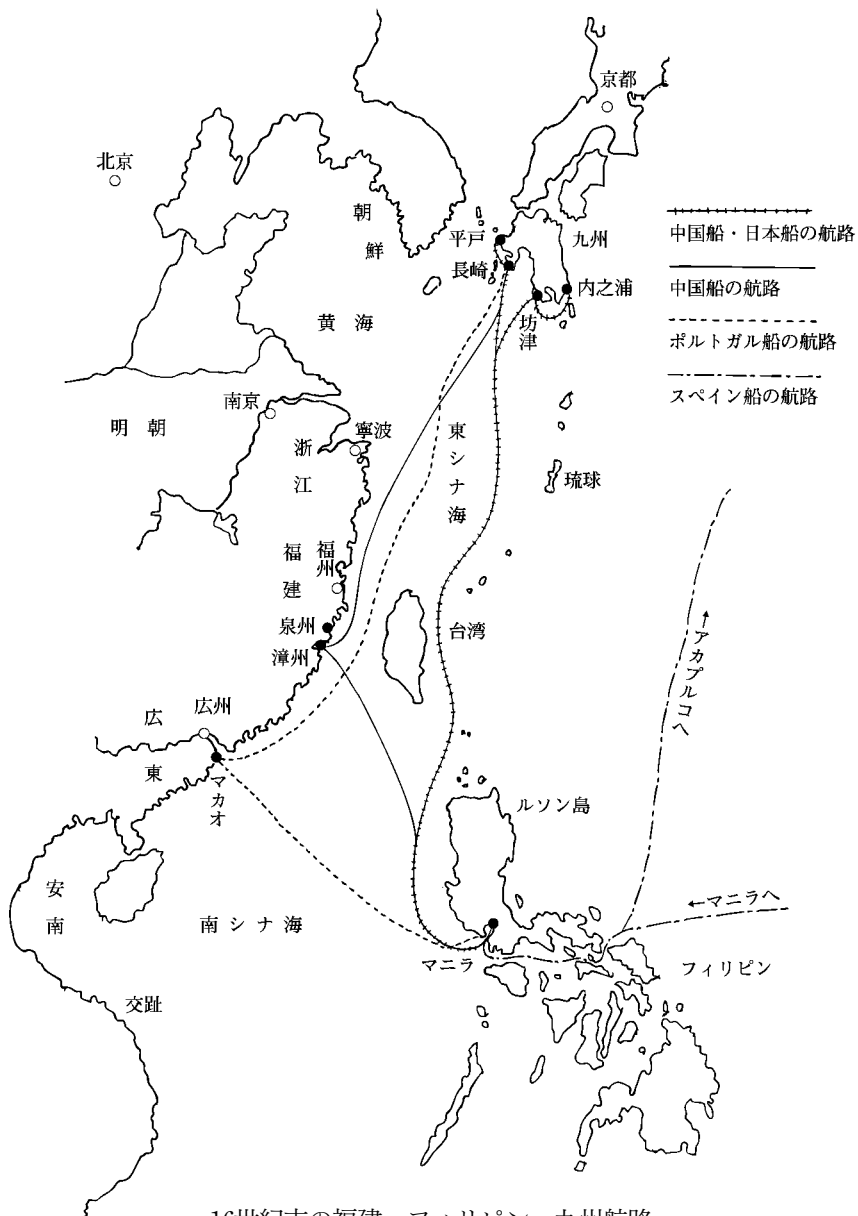 京都
北京
朝鮮
平戸
九州
長崎
内之浦
坊津
黄海
中国船・日本船の航路
中国船の航路
ポルトガル船の航路
スペイン船の航路
南京
明朝
寧波
浙江
東シナ海
琉球
福建
福州
泉州
台湾
漳州
←アカプルコへ
広東
広州
マカオ
ルソン島
安南
南シナ海
←マニラへ
マニラ
フィリピン
交趾
16世紀末の福建―フィリピン―九州航路